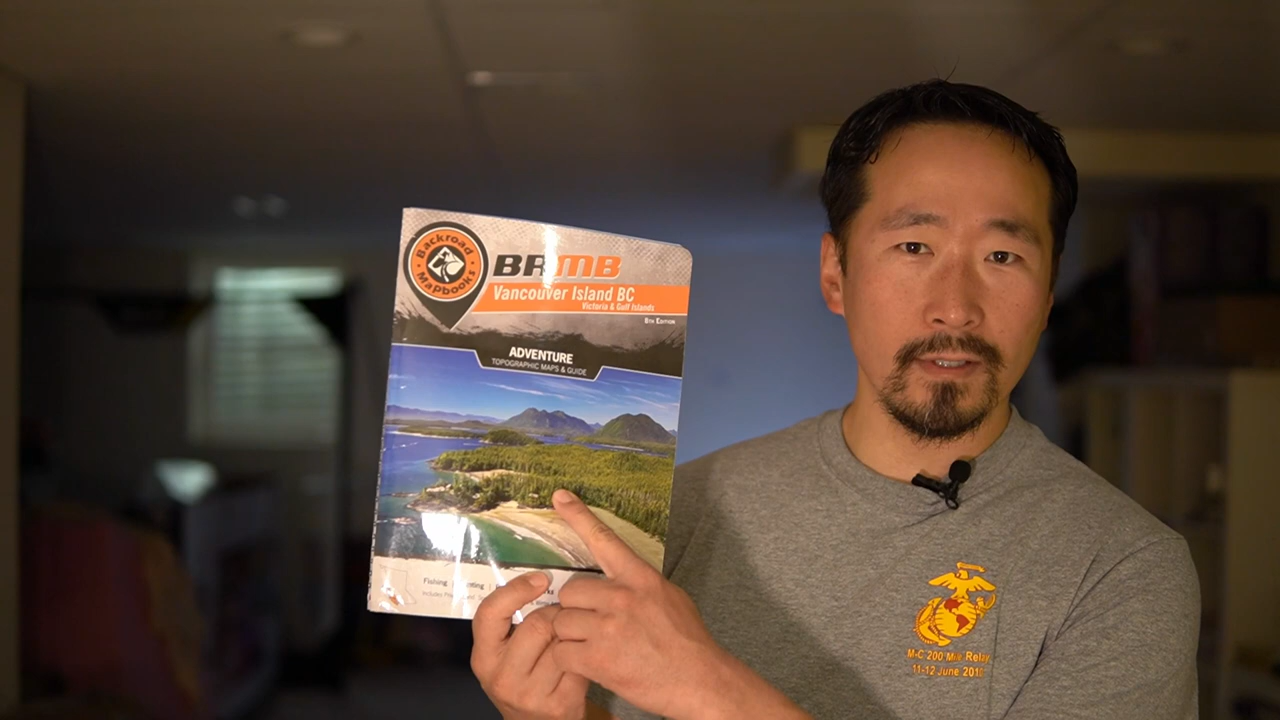 Backroad
Mapbooks
BRMB
Vancouver Island BC
Victoria & Gulf Islands
8TH EDITION
ADVENTURE
TOPOGRAPHIC MAPS & GUIDE
Fishing
M-C 200 Mile Relay
11-12 June 2010